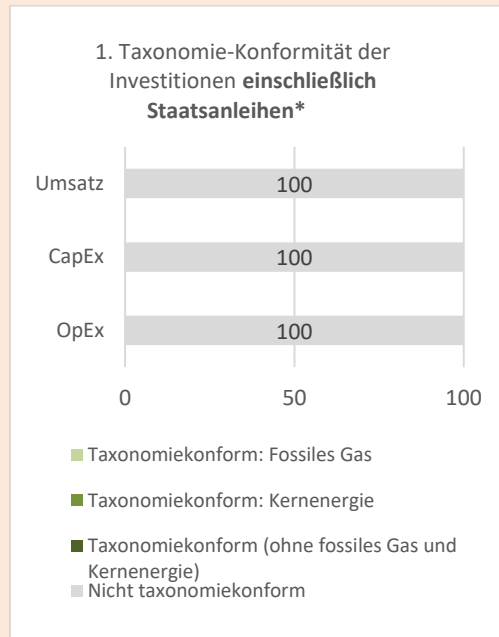 1. Taxonomie-Konformität der
Investitionen einschließlich
Staatsanleihen*
Umsatz
100
CapEx
100
OpEx
100
0 50 100
Taxonomiekonform: Fossiles Gas
Taxonomiekonform: Kernenergie
Taxonomiekonform (ohne fossiles Gas und
Kernenergie)
Nicht taxonomiekonform